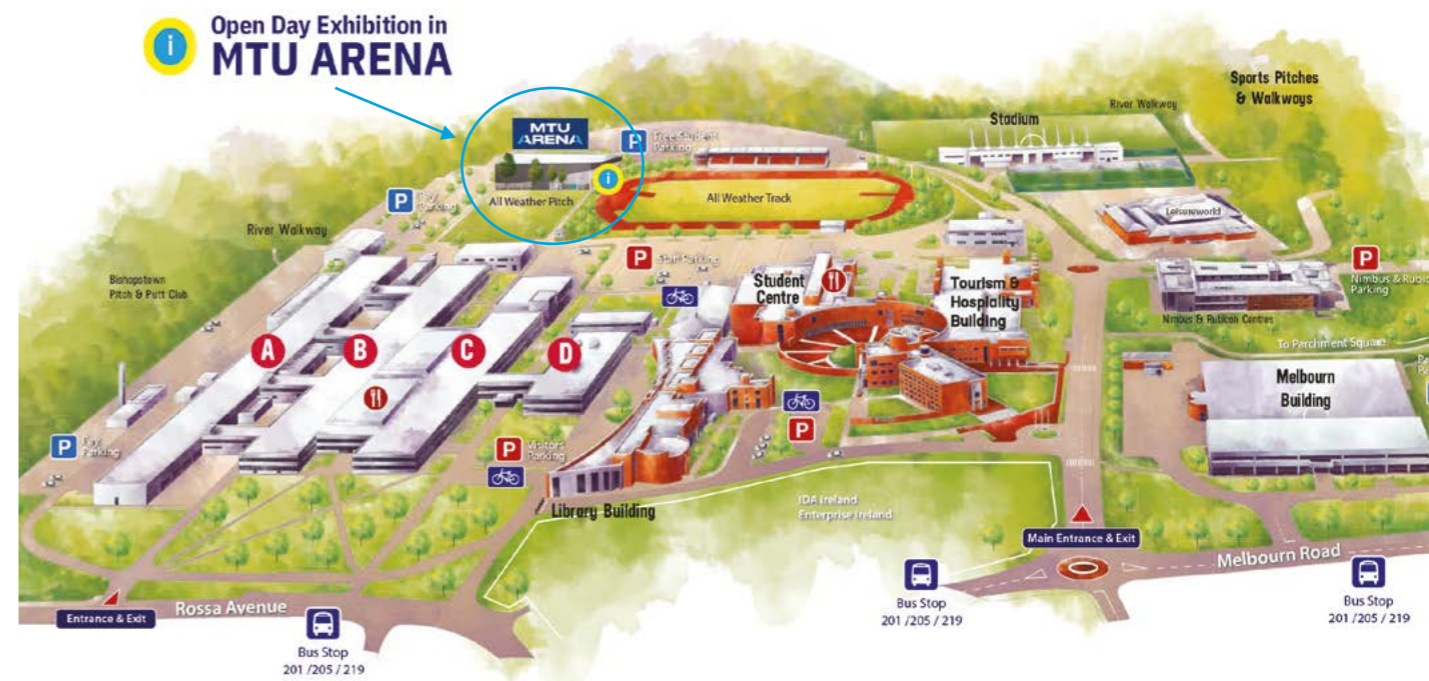 i
Open Day Exhibition in
MTU ARENA
MTU
ARENA
P
Free Student
Parking
i
All Weather Pitch
All Weather Track
Stadium
River Walkway
Sports Pitches
& Walkways
P
Pay
Parking
River Walkway
Bishopstown
Pitch & Putt Club
P
Staff Parking
Student
Centre
Tourism &
Hospiality
Building
Leisureworld
P
Nimbus & Rubic
Parking
Nimbus & Rubicon Centres
To Parchment Square
A
B
C
D
Melbourn
Building
P
Pay
Parking
P
Visitors
Parking
P
Library Building
IDA Ireland
Enterprise Ireland
Main Entrance & Exit
Melbourn Road
Entrance & Exit
Rossa Avenue
Bus Stop
201 /205 / 219
Bus Stop
201 /205 / 219
Bus Stop
201 /205 / 219